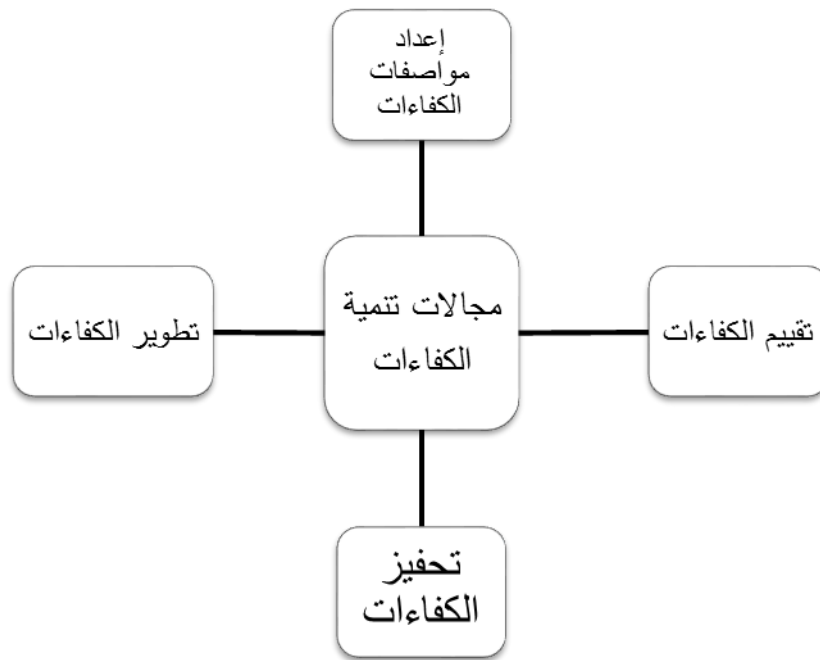 إعداد
مواصفات
الكفاءات
مجالات تنمية
الكفاءات
تقييم الكفاءات
تطوير الكفاءات
تحفيز
الكفاءات